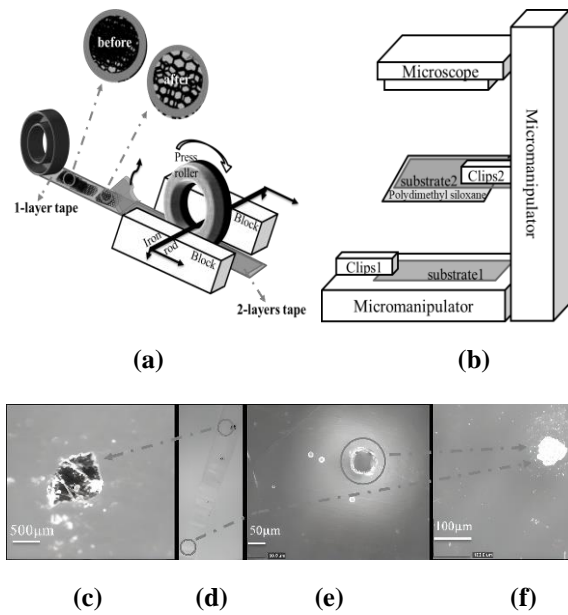 before
after
Press
roller
Block
Iron
rod
Block
1-layer tape
2-layers tape
(a)
Microscope
substrate2
Clips2
Polydimethyl siloxane
Clips1
substrate1
Micromanipulator
Micromanipulator
(b)
500μm
50μm
100μm
(c)
(d)
(e)
(f)